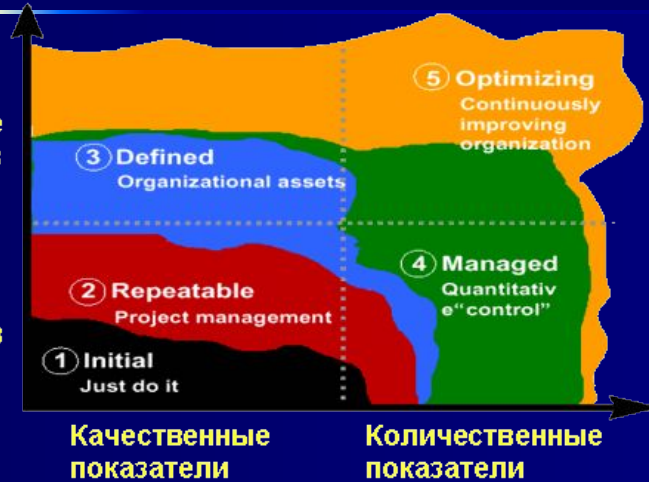 5 Optimizing
Continuously
improving
organization
3 Defined
Organizational assets
4 Managed
Quantitativ
e“control”
2 Repeatable
Project management
1 Initial
Just do it
Качественные
показатели
Количественные
показатели